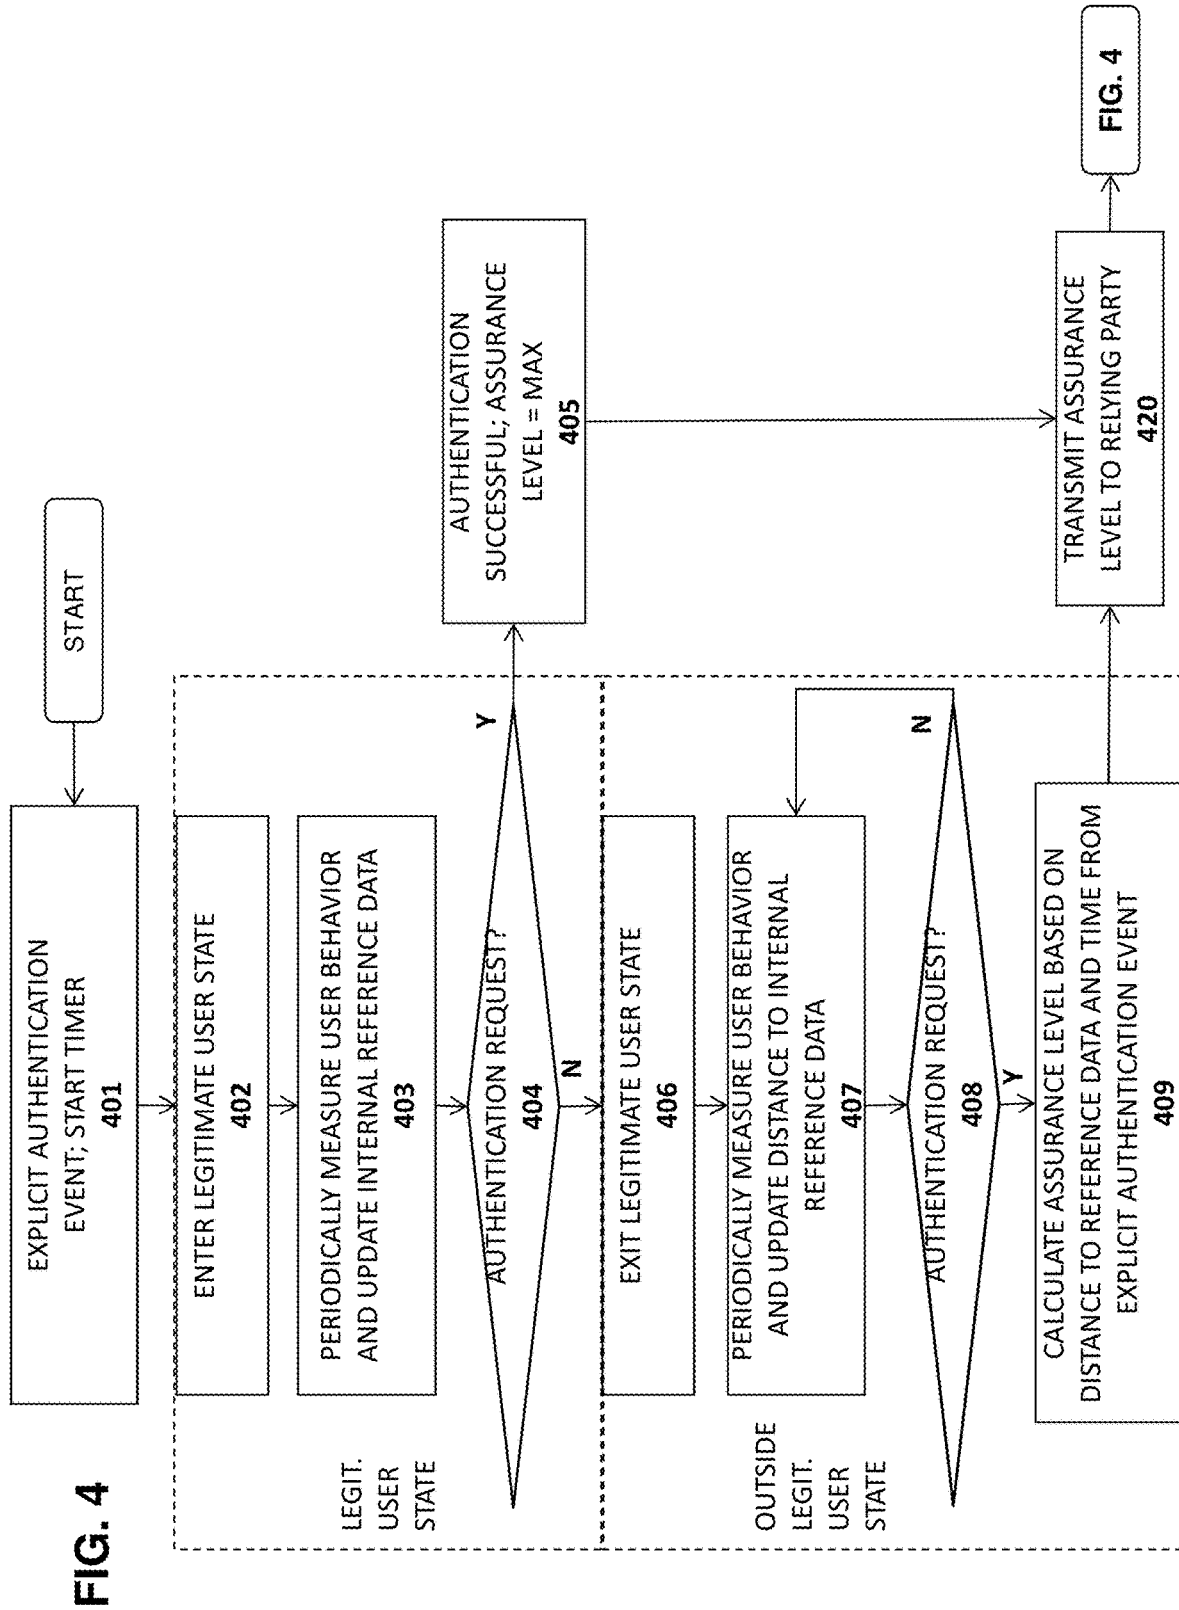 FIG. 4
START
EXPLICIT AUTHENTICATION
EVENT; START TIMER
401
ENTER LEGITIMATE USER STATE
402
LEGIT.
USER
STATE
PERIODICALLY MEASURE USER BEHAVIOR
AND UPDATE INTERNAL REFERENCE DATA
403
AUTHENTICATION REQUEST?
404
Y
N
AUTHENTICATION
SUCCESSFUL; ASSURANCE
LEVEL = MAX
405
EXIT LEGITIMATE USER STATE
406
OUTSIDE
LEGIT.
USER
STATE
PERIODICALLY MEASURE USER BEHAVIOR
AND UPDATE DISTANCE TO INTERNAL
REFERENCE DATA
407
AUTHENTICATION REQUEST?
408
N
Y
CALCULATE ASSURANCE LEVEL BASED ON
DISTANCE TO REFERENCE DATA AND TIME FROM
EXPLICIT AUTHENTICATION EVENT
409
TRANSMIT ASSURANCE
LEVEL TO RELYING PARTY
420
FIG. 4